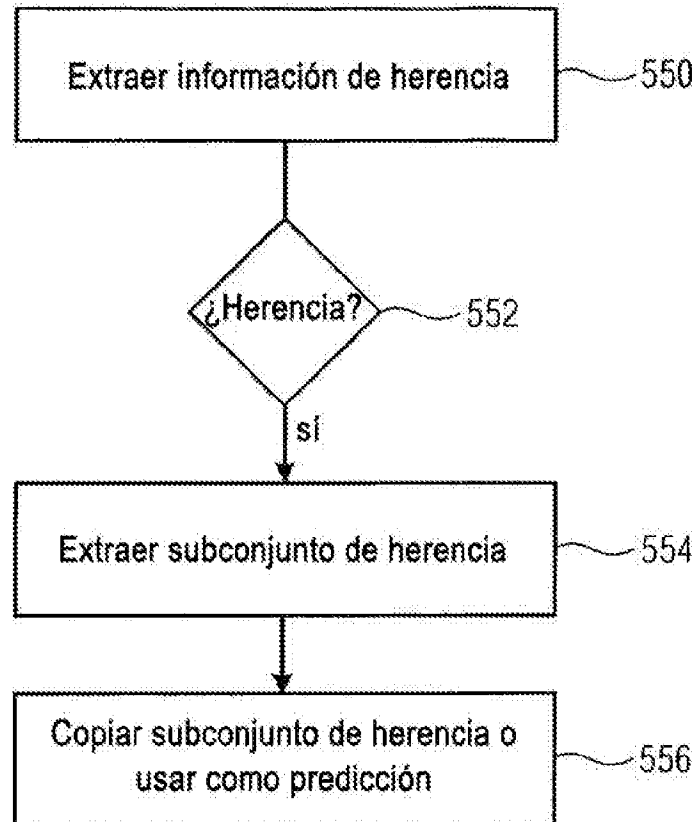 Extraer información de herencia
550
¿Herencia?
552
sí
Extraer subconjunto de herencia
554
Copiar subconjunto de herencia o
usar como predicción
556